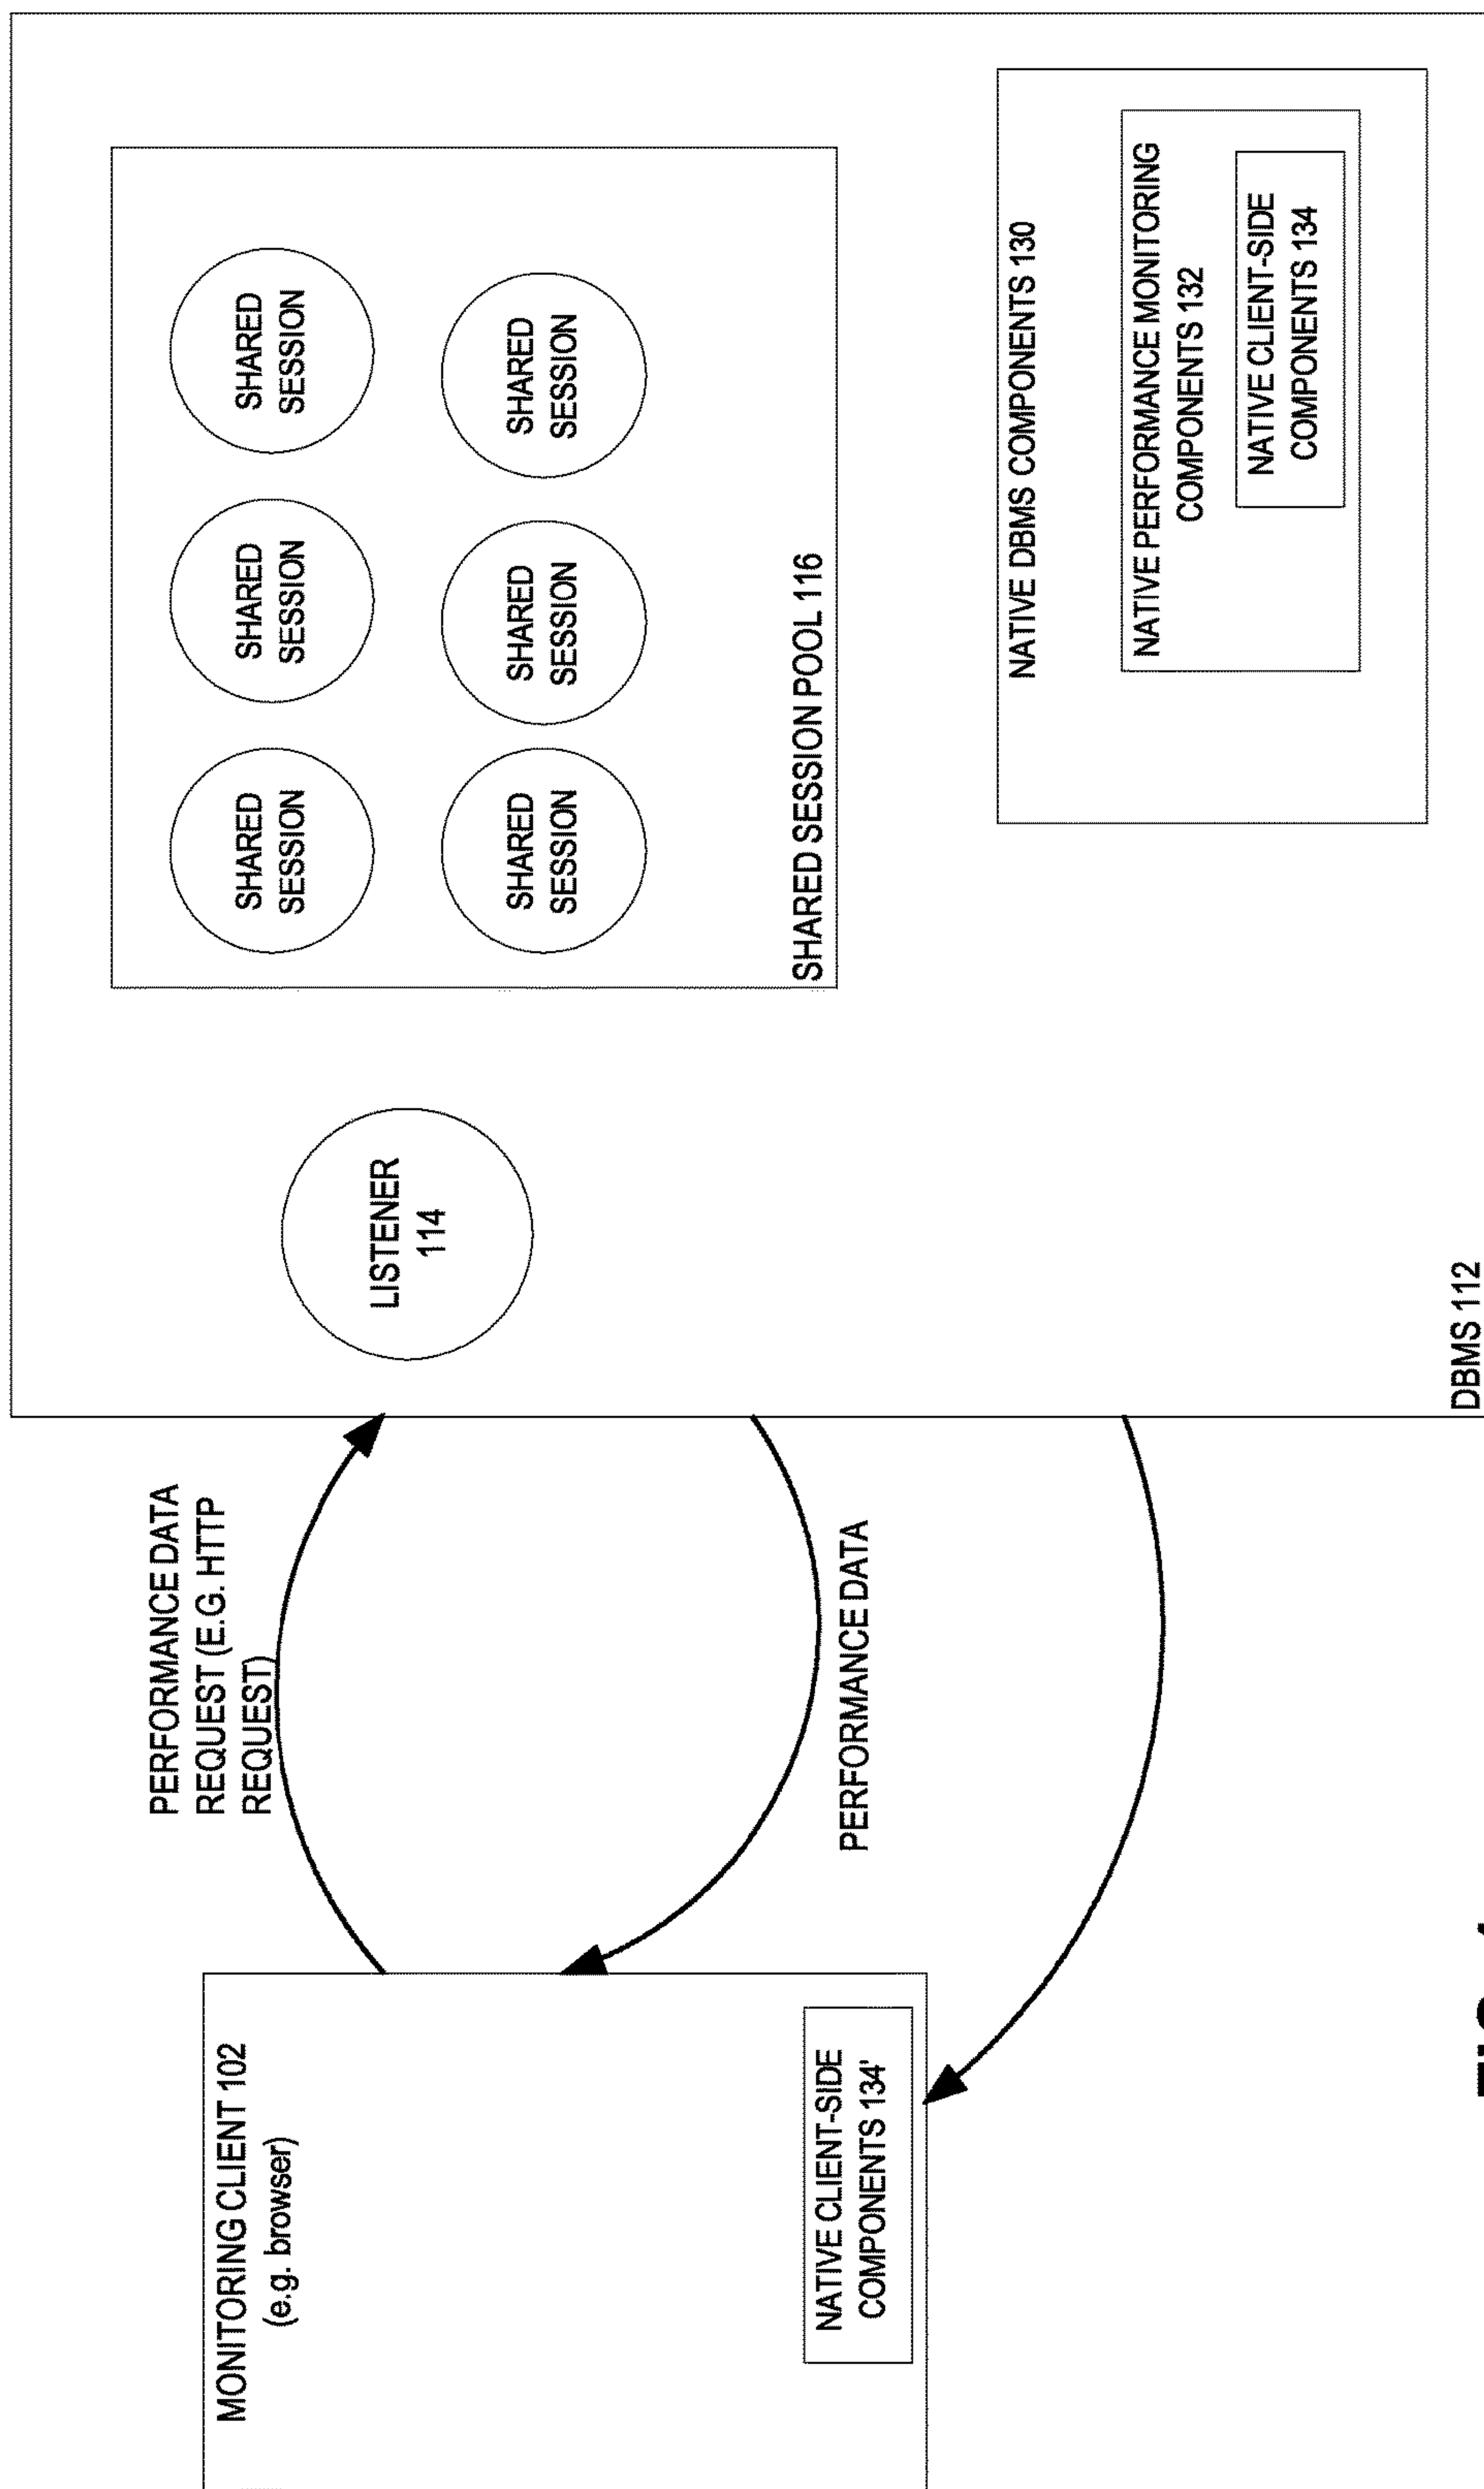 MONITORING CLIENT 102
(e.g. browser)
NATIVE CLIENT-SIDE
COMPONENTS 134'
PERFORMANCE DATA
REQUEST (E.G. HTTP
REQUEST)
PERFORMANCE DATA
LISTENER
114
SHARED
SESSION
SHARED
SESSION
SHARED
SESSION
SHARED
SESSION
SHARED
SESSION
SHARED
SESSION
SHARED SESSION POOL 116
NATIVE DBMS COMPONENTS 130
NATIVE PERFORMANCE MONITORING
COMPONENTS 132
NATIVE CLIENT-SIDE
COMPONENTS 134
DBMS 112